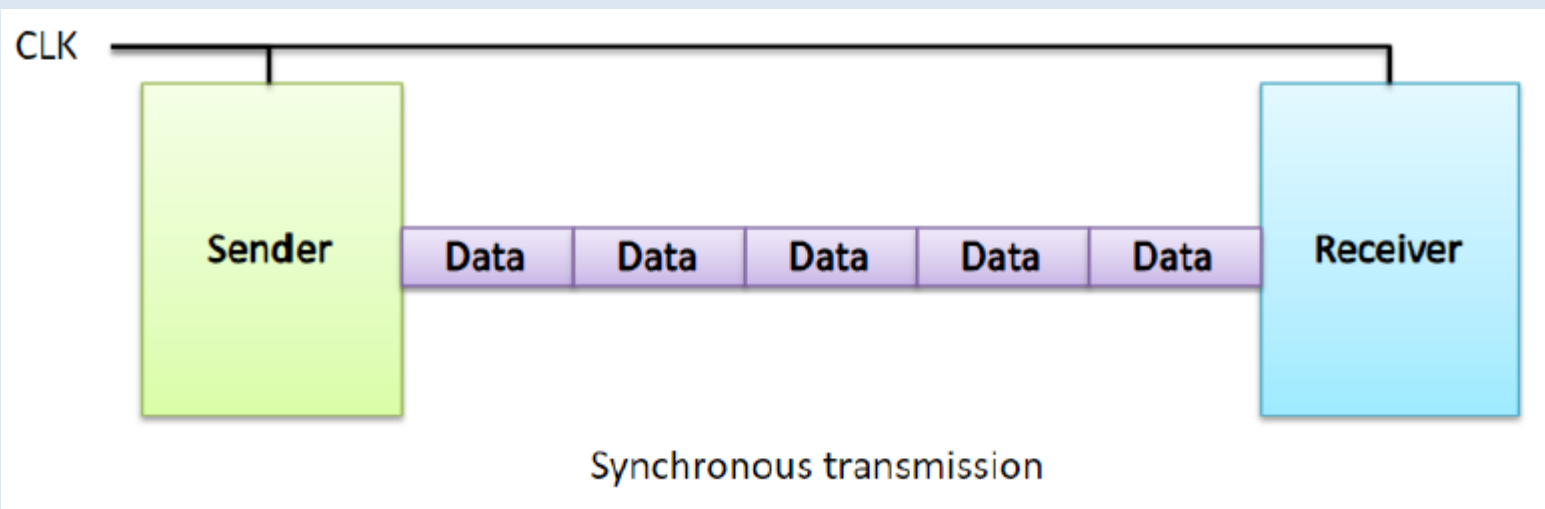 CLK
Sender
Data Data Data Data Data
Receiver
Synchronous transmission